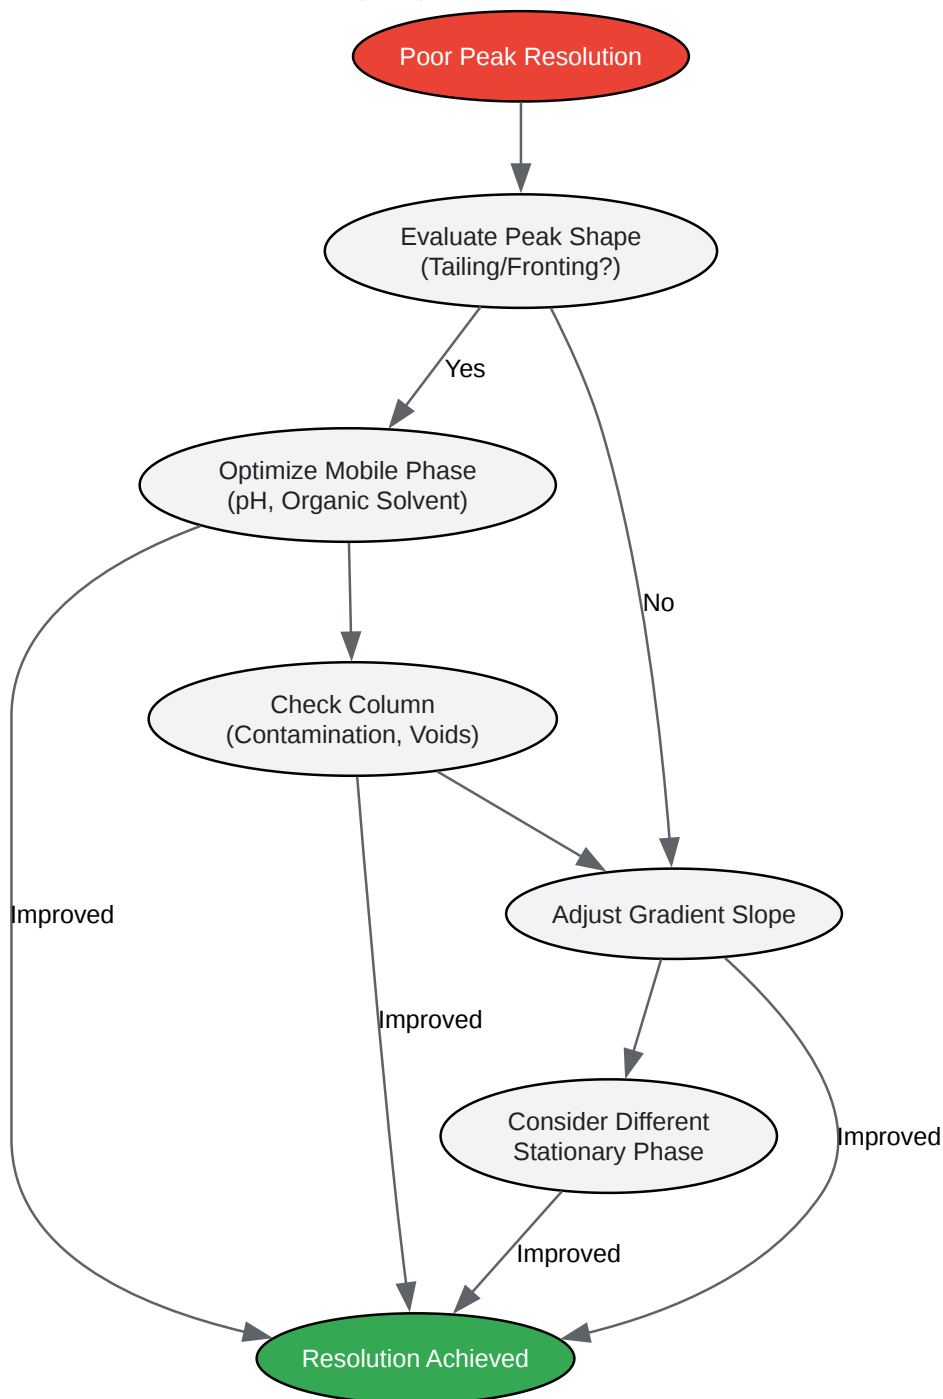 Poor Peak Resolution
Evaluate Peak Shape
(Tailing/Fronting?)
Yes
Optimize Mobile Phase
(pH, Organic Solvent)
No
Check Column
(Contamination, Voids)
Adjust Gradient Slope
Improved
Improved
Consider Different
Stationary Phase
Improved
Improved
Resolution Achieved